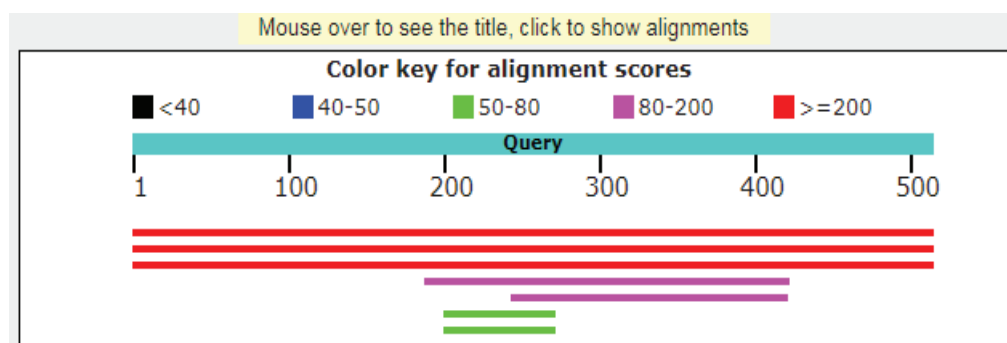 Mouse over to see the title, click to show alignments
Color key for alignment scores
<40 40-50 50-80 80-200 >=200
Query
1 100 200 300 400 500